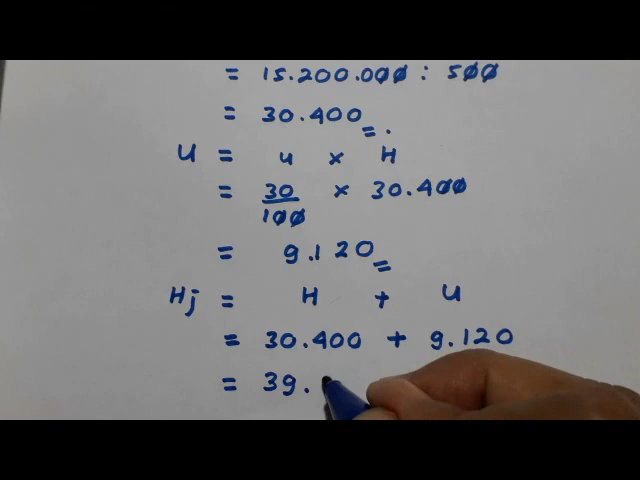 = 15.200.000 : 500
= 30.400 =.
U = u x H
= 30/100 x 30.400
= 9.120 =
Hj = H + U
= 30.400 + 9.120
= 39.